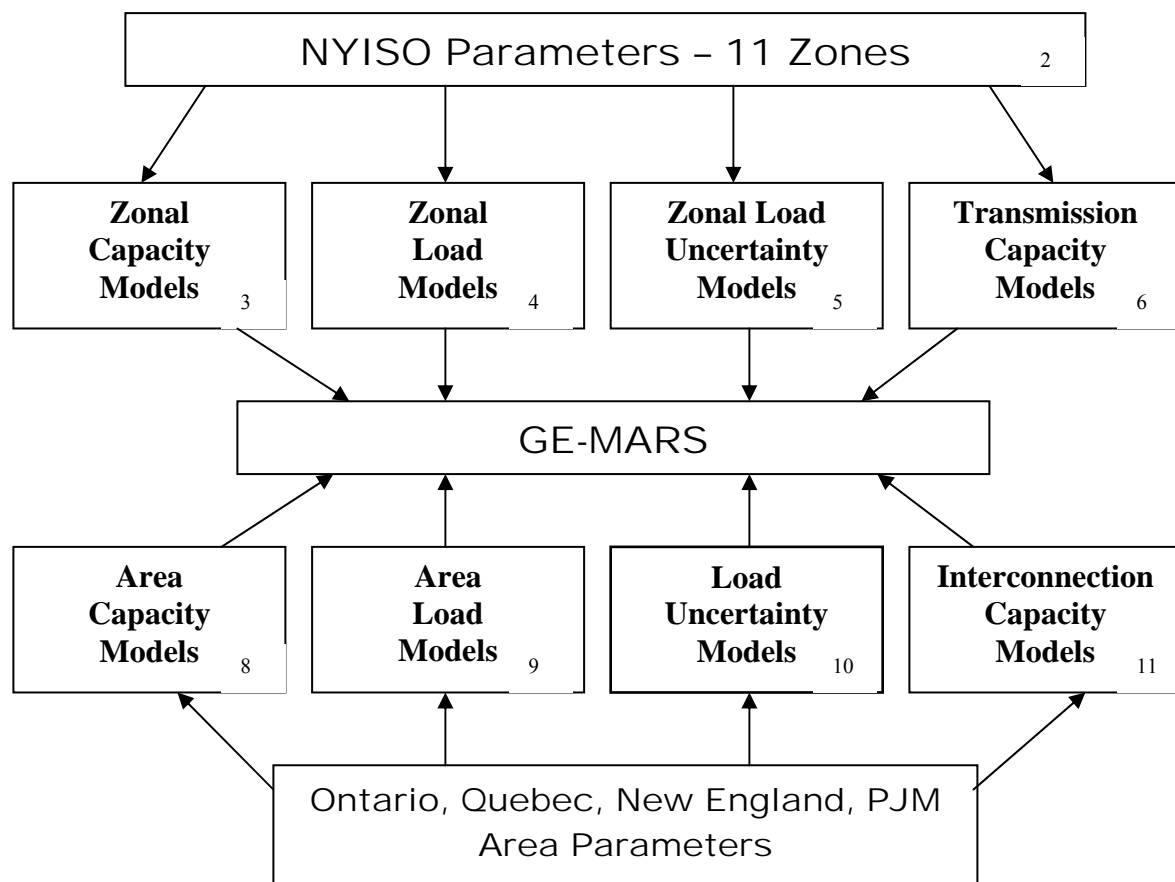 NYISO Parameters – 11 Zones
2
Zonal
Capacity
Models
3
Zonal
Load
Models
4
Zonal Load
Uncertainty
Models
5
Transmission
Capacity
Models
6
GE-MARS
Area
Capacity
Models
8
Area
Load
Models
9
Load
Uncertainty
Models
10
Interconnection
Capacity
Models
11
Ontario, Quebec, New England, PJM
Area Parameters